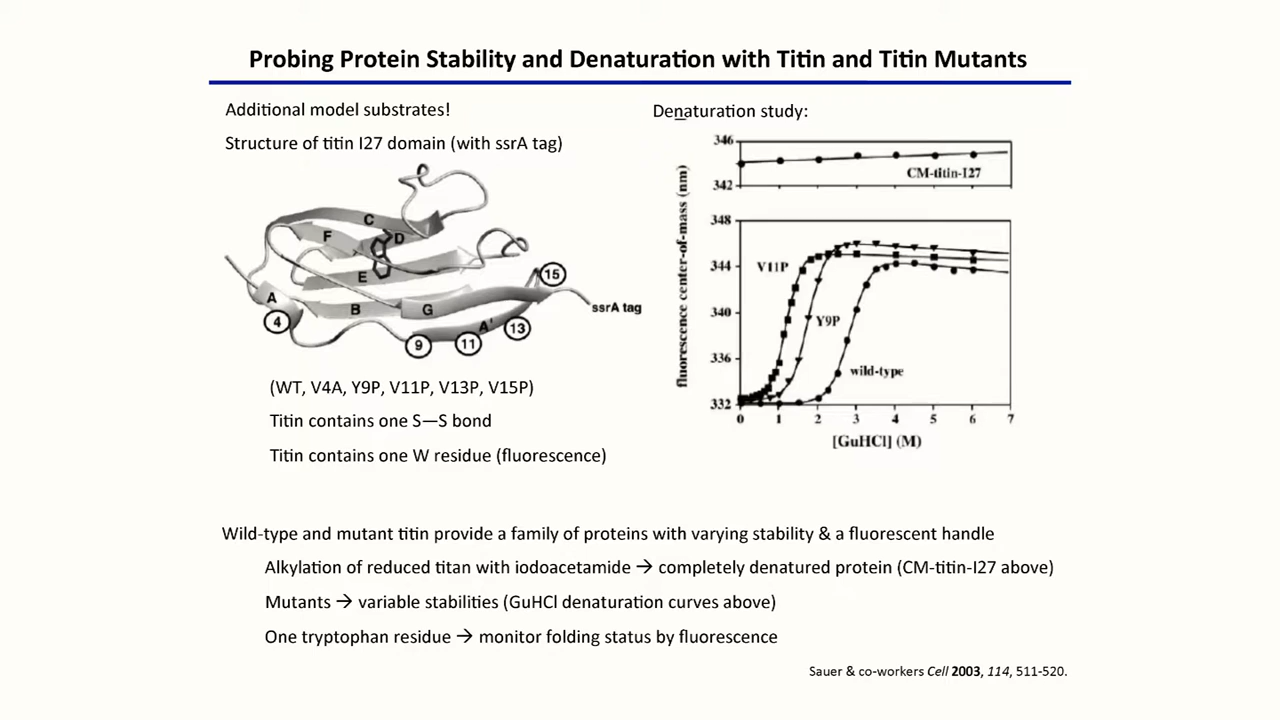 Probing Protein Stability and Denaturation with Titin and Titin Mutants
Additional model substrates!
Structure of titin I27 domain (with ssrA tag)
C
F
D
E
A
B
G
A'
4
9
11
13
15
ssrA tag
(WT, V4A, Y9P, V11P, V13P, V15P)
Titin contains one S—S bond
Titin contains one W residue (fluorescence)
Denaturation study:
346
342
CM-titin-I27
348
344
340
336
332
fluorescence center-of-mass (nm)
V11P
Y9P
wild-type
0 1 2 3 4 5 6 7
[GuHCl] (M)
Wild-type and mutant titin provide a family of proteins with varying stability & a fluorescent handle
Alkylation of reduced titan with iodoacetamide → completely denatured protein (CM-titin-I27 above)
Mutants → variable stabilities (GuHCl denaturation curves above)
One tryptophan residue → monitor folding status by fluorescence
Sauer & co-workers Cell 2003, 114, 511-520.